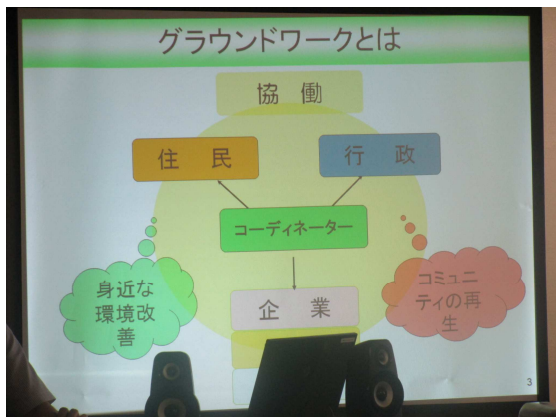 グラウンドワークとは
協 働
住 民
行 政
コーディネーター
企 業
身近な
環境改
善
コミュニ
ティの再
生
3